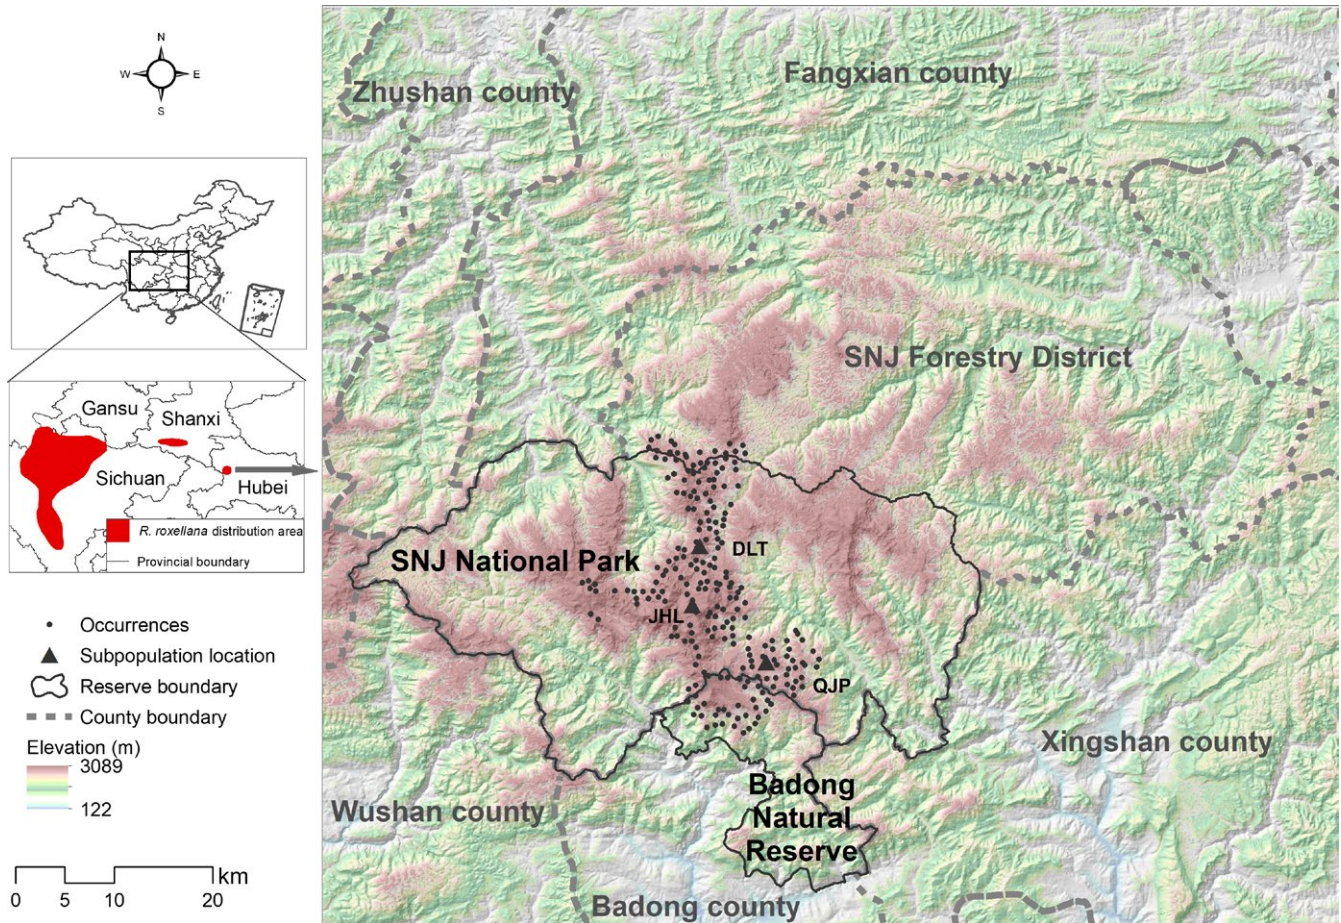 N
W E
S
Gansu
Shanxi
Sichuan
Hubei
R. roxellana distribution area
Provincial boundary
Occurrences
Subpopulation location
Reserve boundary
County boundary
Elevation (m)
3089
122
0 5 10 20 km
Zhushan county
Fangxian county
SNJ Forestry District
SNJ National Park
DLT
JHL
QJP
Xingshan county
Wushan county
Badong
Natural
Reserve
Badong county